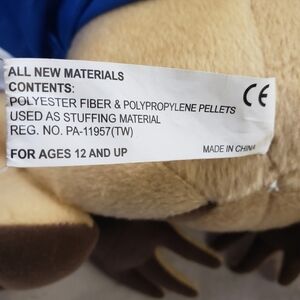 ALL NEW MATERIALS
CONTENTS:
POLYESTER FIBER & POLYPROPYLENE PELLETS
USED AS STUFFING MATERIAL
REG. NO. PA-11957(TW)
FOR AGES 12 AND UP
MADE IN CHINA
CE